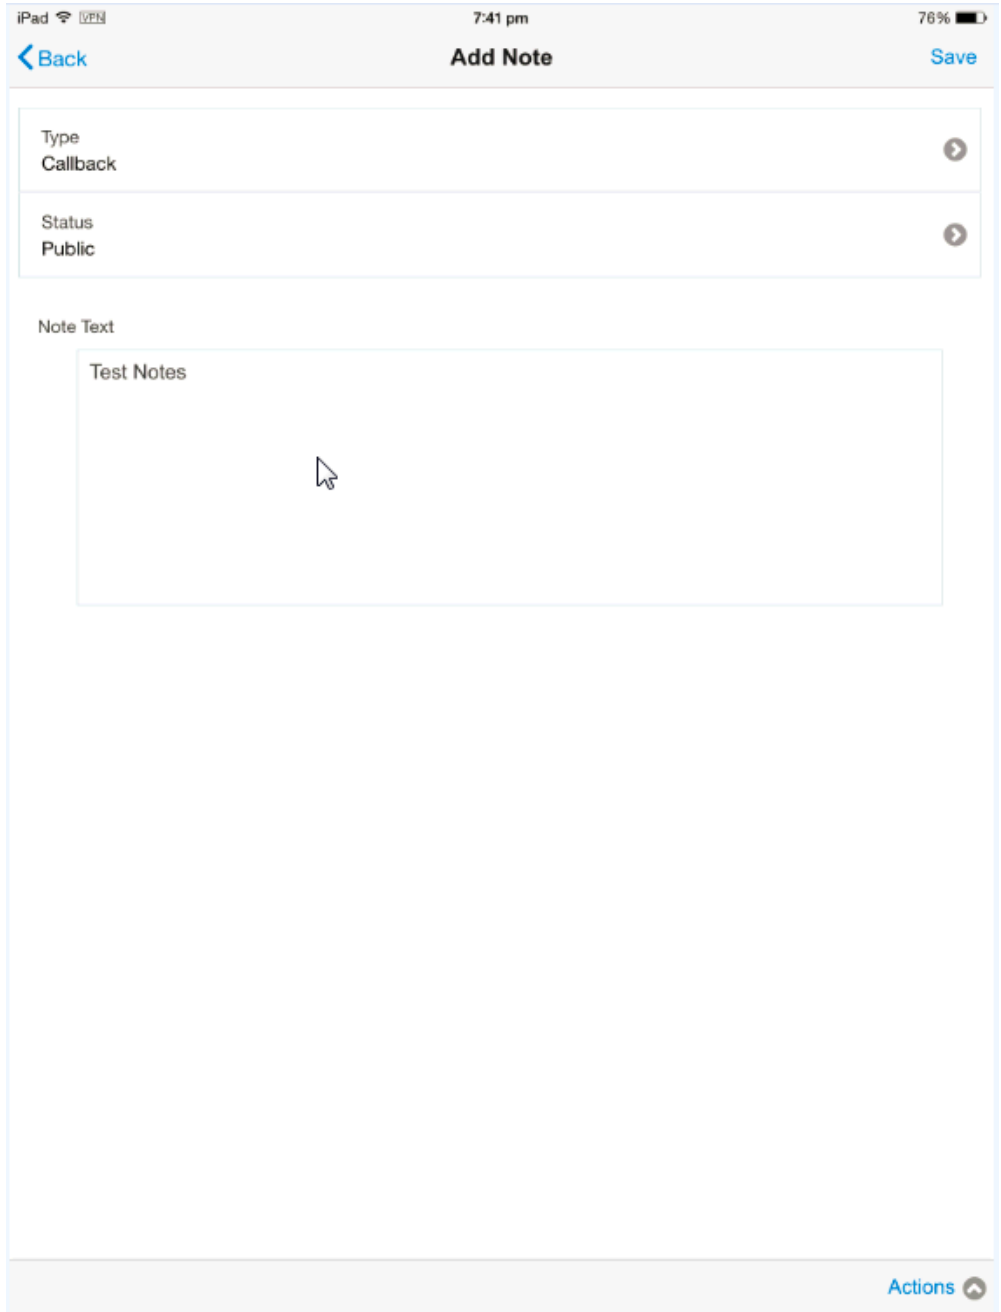 iPad VPN 7:41 pm 76%
Back Add Note Save
Type
Callback
Status
Public
Note Text
Test Notes
Actions